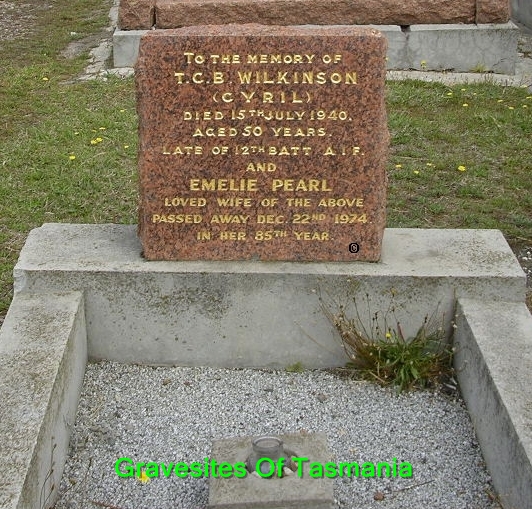 TO THE MEMORY OF
T.C.B. WILKINSON
(CYRIL)
DIED 15TH JULY 1940.
AGED 50 YEARS.
LATE OF 12TH BATT A.I.F.
AND
EMELIE PEARL
LOVED WIFE OF THE ABOVE
PASSED AWAY DEC. 22ND 1974.
IN HER 85TH YEAR.
Gravesites Of Tasmania